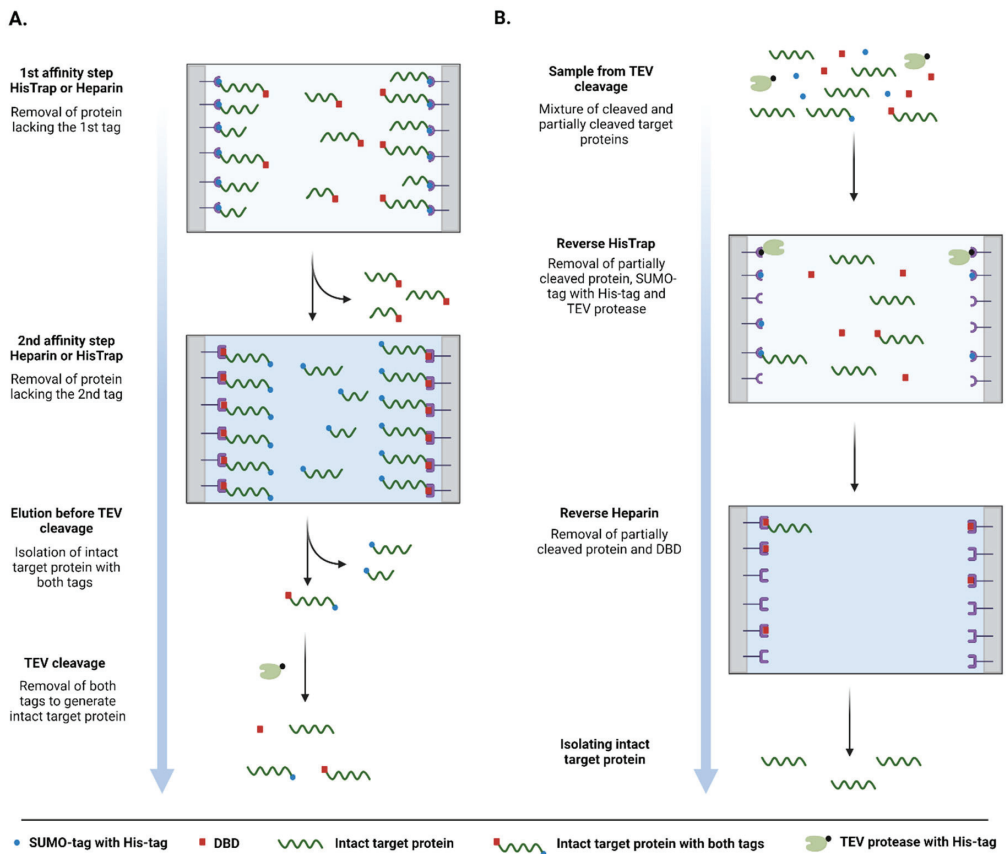 A.
1st affinity step
HisTrap or Heparin
Removal of protein
lacking the 1st tag
2nd affinity step
Heparin or HisTrap
Removal of protein
lacking the 2nd tag
Elution before TEV
cleavage
Isolation of intact
target protein with
both tags
TEV cleavage
Removal of both
tags to generate
intact target protein
B.
Sample from TEV
cleavage
Mixture of cleaved and
partially cleaved target
proteins
Reverse HisTrap
Removal of partially
cleaved protein, SUMO-
tag with His-tag and
TEV protease
Reverse Heparin
Removal of partially
cleaved protein and DBD
Isolating intact
target protein
SUMO-tag with His-tag
DBD
Intact target protein
Intact target protein with both tags
TEV protease with His-tag